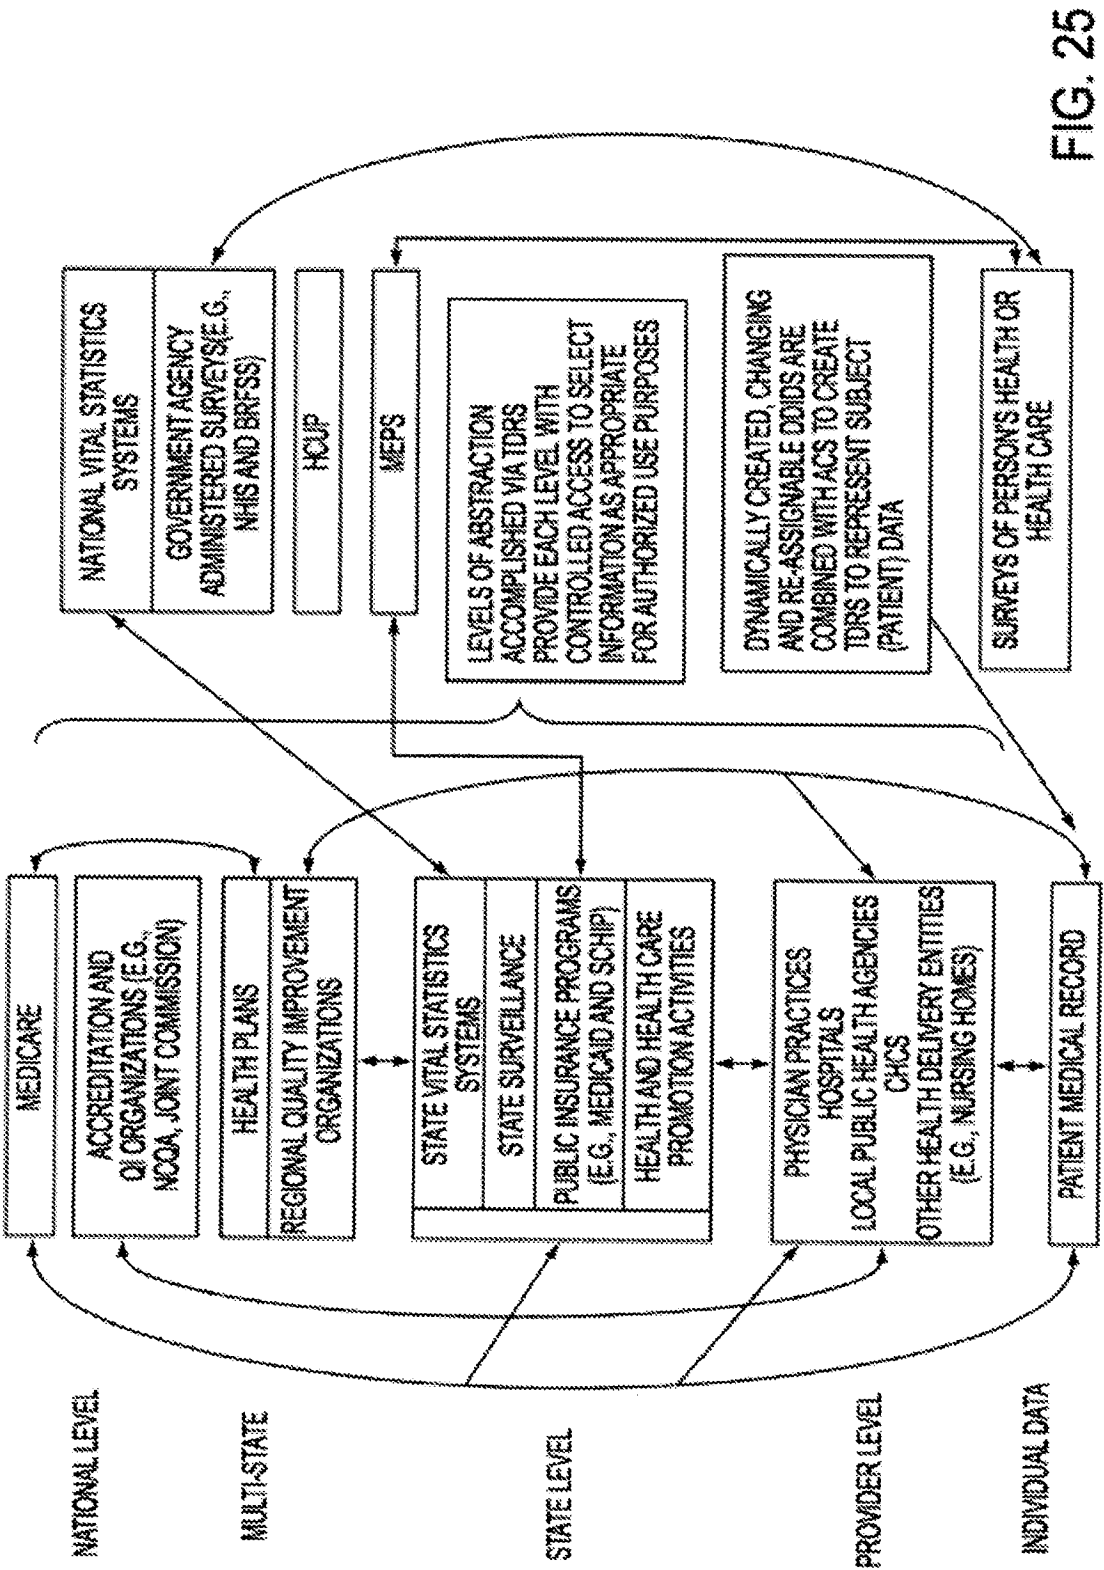 NATIONAL LEVEL
MEDICARE
ACCREDITATION AND
QI ORGANIZATIONS (E.G.,
NCQA, JOINT COMMISSION)
NATIONAL VITAL STATISTICS
SYSTEMS
GOVERNMENT AGENCY
ADMINISTERED SURVEYS(E.G.,
NHIS AND BRFSS)
MULTI-STATE
HEALTH PLANS
REGIONAL QUALITY IMPROVEMENT
ORGANIZATIONS
HCUP
MEPS
STATE LEVEL
STATE VITAL STATISTICS
SYSTEMS
STATE SURVEILLANCE
PUBLIC INSURANCE PROGRAMS
(E.G., MEDICAID AND SCHIP)
HEALTH AND HEALTH CARE
PROMOTION ACTIVITIES
LEVELS OF ABSTRACTION
ACCOMPLISHED VIA TDRS
PROVIDE EACH LEVEL WITH
CONTROLLED ACCESS TO SELECT
INFORMATION AS APPROPRIATE
FOR AUTHORIZED USE PURPOSES
PROVIDER LEVEL
PHYSICIAN PRACTICES
HOSPITALS
LOCAL PUBLIC HEALTH AGENCIES
CHCS
OTHER HEALTH DELIVERY ENTITIES
(E.G., NURSING HOMES)
DYNAMICALLY CREATED, CHANGING
AND RE-ASSIGNABLE DDIDS ARE
COMBINED WITH ACS TO CREATE
TDRS TO REPRESENT SUBJECT
(PATIENT) DATA
INDIVIDUAL DATA
PATIENT MEDICAL RECORD
SURVEYS OF PERSON'S HEALTH OR
HEALTH CARE
FIG. 25